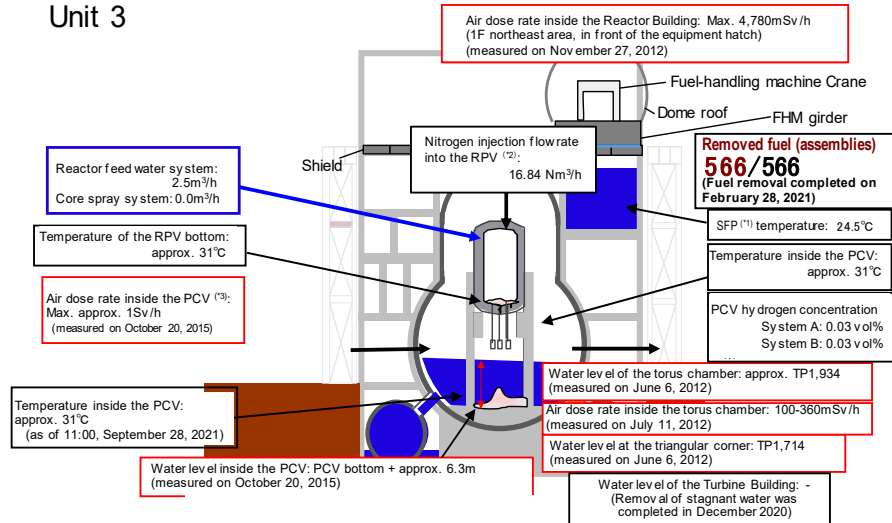 Unit 3
Air dose rate inside the Reactor Building: Max. 4,780mSv/h
(1F northeast area, in front of the equipment hatch)
(measured on November 27, 2012)
Fuel-handling machine Crane
Dome roof
FHM girder
Shield
Nitrogen injection flow rate
into the RPV (*2):
16.84 Nm³/h
Removed fuel (assemblies)
566/566
(Fuel removal completed on
February 28, 2021)
Reactor feed water system:
2.5m³/h
Core spray system: 0.0m³/h
SFP (*1) temperature: 24.5℃
Temperature of the RPV bottom:
approx. 31℃
Temperature inside the PCV:
approx. 31℃
Air dose rate inside the PCV (*3):
Max. approx. 1Sv/h
(measured on October 20, 2015)
PCV hydrogen concentration
System A: 0.03 vol%
System B: 0.03 vol%
Water level of the torus chamber: approx. TP1,934
(measured on June 6, 2012)
Temperature inside the PCV:
approx. 31℃
(as of 11:00, September 28, 2021)
Air dose rate inside the torus chamber: 100-360mSv/h
(measured on July 11, 2012)
Water level at the triangular corner: TP1,714
(measured on June 6, 2012)
Water level inside the PCV: PCV bottom + approx. 6.3m
(measured on October 20, 2015)
Water level of the Turbine Building: -
(Removal of stagnant water was
completed in December 2020)